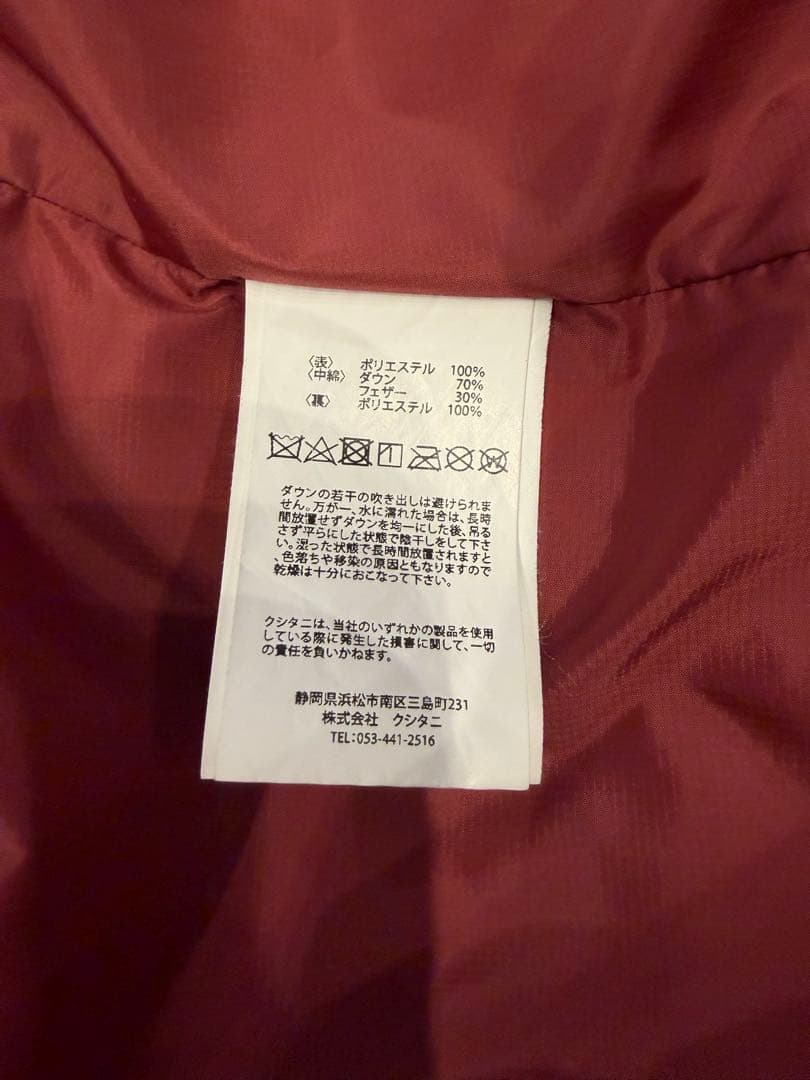 〈表〉 ポリエステル 100%
〈中綿〉 ダウン 70%
フェザー 30%
〈裏〉 ポリエステル 100%
ダウンの若干の吹き出しは避けられま
せん。万が一、水に濡れた場合は、長時
間放置せずダウンを均一にした後、吊る
さず平らにした状態で陰干しをして下さ
い。湿った状態で長時間放置されますと
、色落ちや移染の原因ともなりますので
乾燥は十分におこなって下さい。
クシタニは、当社のいずれかの製品を使用
している際に発生した損害に関して、一切
の責任を負いかねます。
静岡県浜松市南区三島町231
株式会社 クシタニ
TEL:053-441-2516